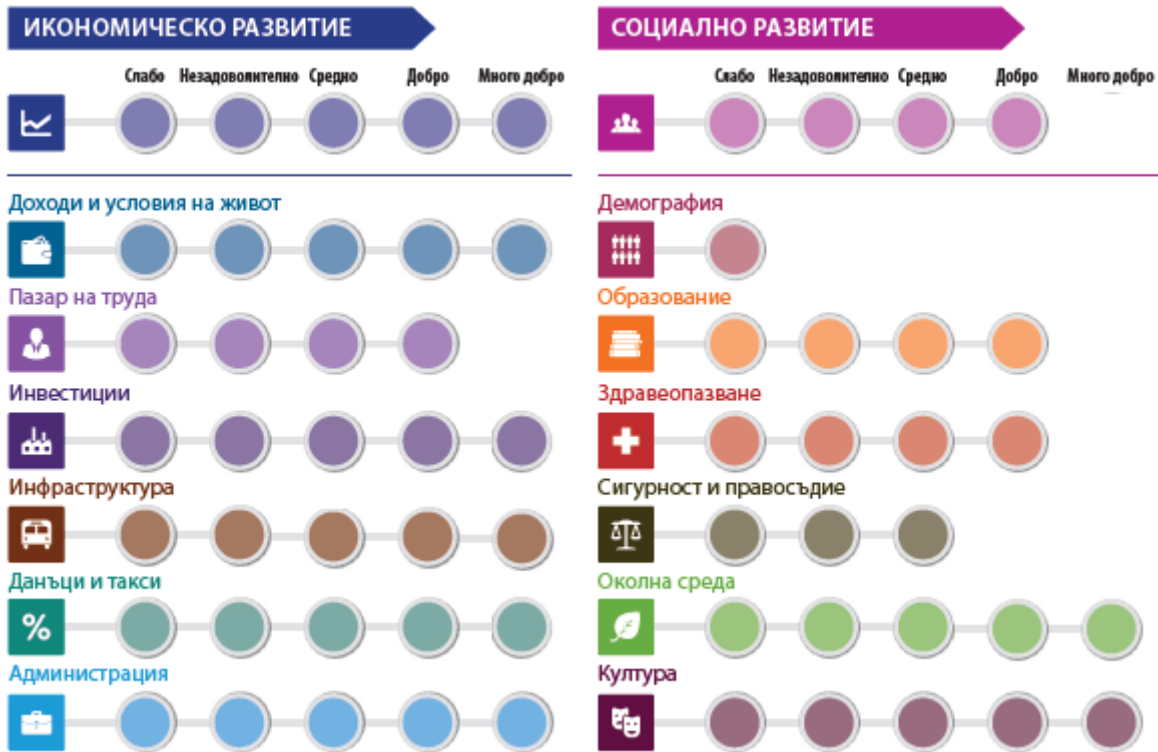 ИКОНОМИЧЕСКО РАЗВИТИЕ
Слабо Незадоволително Средно Добро Много добро
Доходи и условия на живот
Пазар на труда
Инвестиции
Инфраструктура
Данъци и такси
%
Администрация
СОЦИАЛНО РАЗВИТИЕ
Слабо Незадоволително Средно Добро Много добро
Демография
Образование
Здравеопазване
Сигурност и правосъдие
Околна среда
Култура